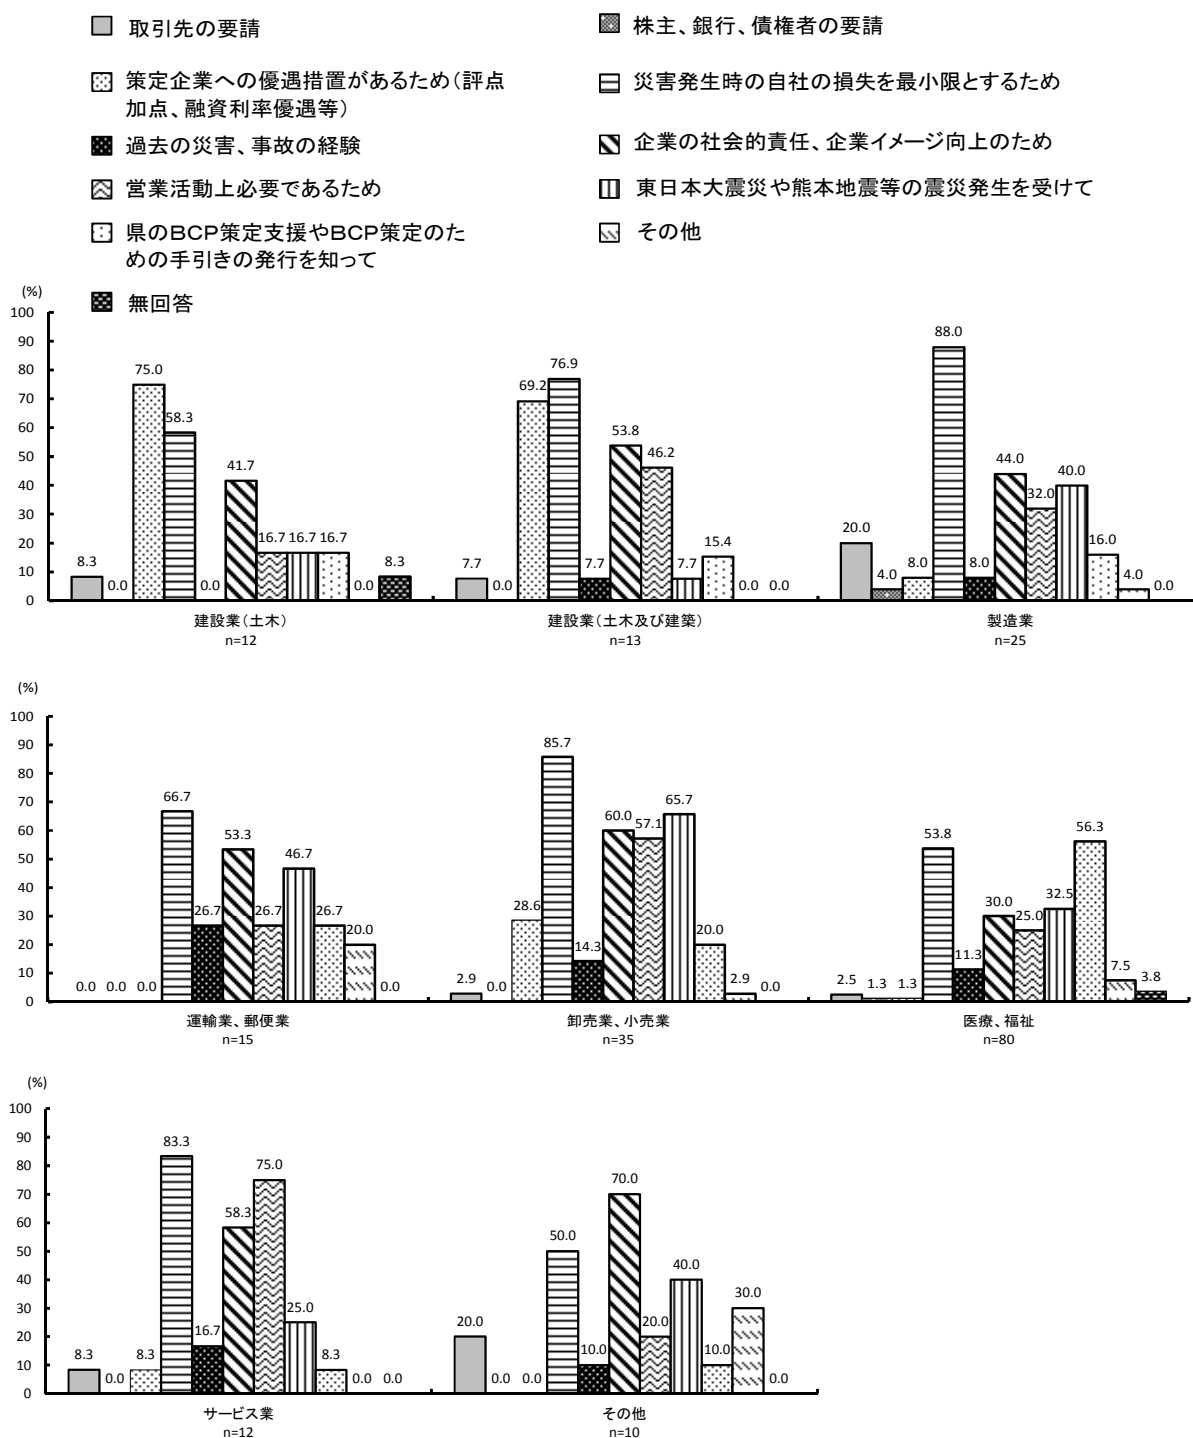 取引先の要請
株主、銀行、債権者の要請
策定企業への優遇措置があるため(評点
加点、融資利率優遇等)
災害発生時の自社の損失を最小限とするため
過去の災害、事故の経験
企業の社会的責任、企業イメージ向上のため
営業活動上必要であるため
東日本大震災や熊本地震等の震災発生を受けて
県のBCP策定支援やBCP策定のた
めの手引きの発行を知って
その他
無回答
(%)
100
90
80
70
60
50
40
30
20
10
0
8.3 0.0 75.0 58.3 0.0 41.7 16.7 16.7 16.7 0.0 8.3
7.7 0.0 69.2 76.9 7.7 53.8 46.2 7.7 15.4 0.0 0.0
20.0 4.0 8.0 88.0 8.0 44.0 32.0 40.0 16.0 4.0 0.0
建設業(土木)
n=12
建設業(土木及び建築)
n=13
製造業
n=25
(%)
100
90
80
70
60
50
40
30
20
10
0
0.0 0.0 0.0 66.7 26.7 53.3 26.7 46.7 26.7 20.0 0.0
2.9 0.0 28.6 85.7 14.3 60.0 57.1 65.7 20.0 2.9 0.0
2.5 1.3 1.3 53.8 11.3 30.0 25.0 32.5 56.3 7.5 3.8
運輸業、郵便業
n=15
卸売業、小売業
n=35
医療、福祉
n=80
(%)
100
90
80
70
60
50
40
30
20
10
0
8.3 0.0 8.3 83.3 16.7 58.3 75.0 25.0 8.3 0.0 0.0
20.0 0.0 0.0 50.0 10.0 70.0 20.0 40.0 10.0 30.0 0.0
サービス業
n=12
その他
n=10